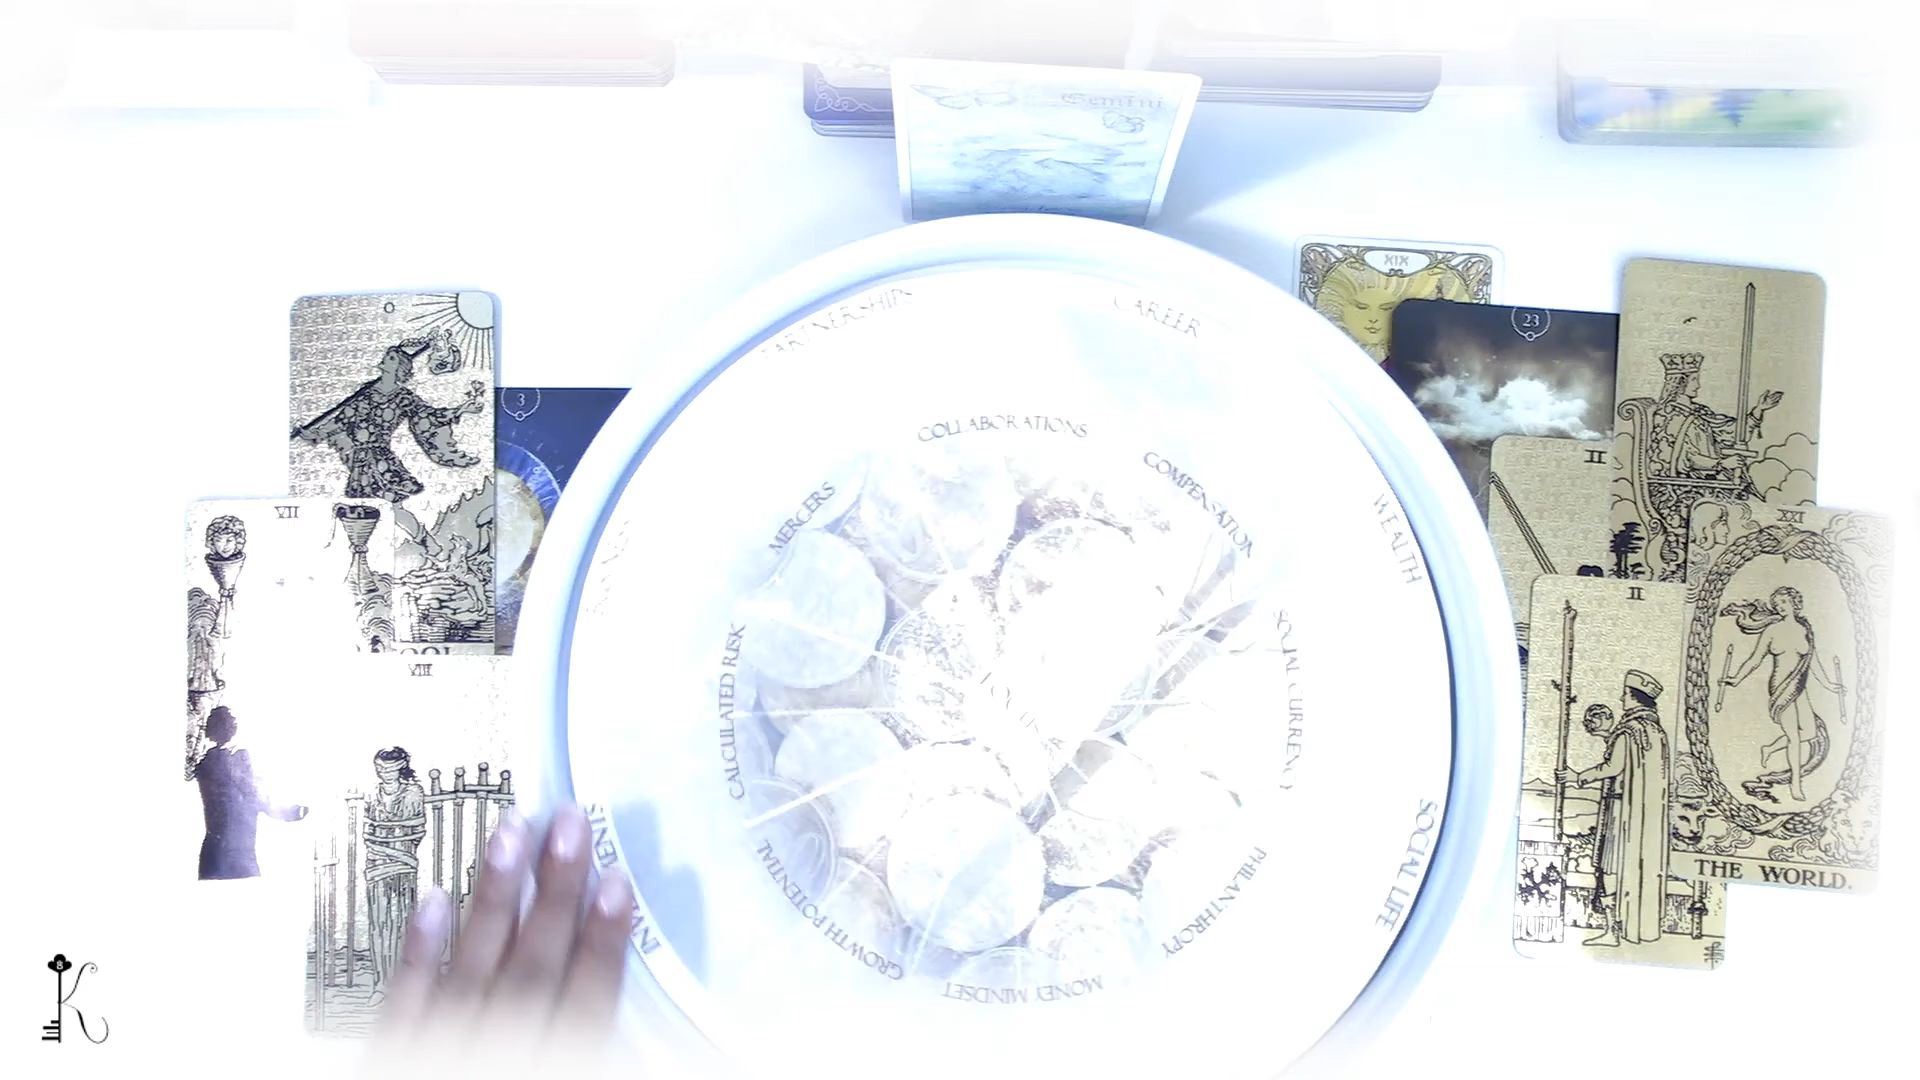 Gemini
XIX
23
O
3
PARTNERSHIPS
CAREER
COLLABORATIONS
MERGERS
COMPENSATION
WEALTH
II
VII
XXI
II
CALCULATED RISK
SOCIAL CURRENCY
VIII
SOCIAL LIFE
GROWTH POTENTIAL
PHILANTHROPY
MONEY MINDSET
THE WORLD.
8
K